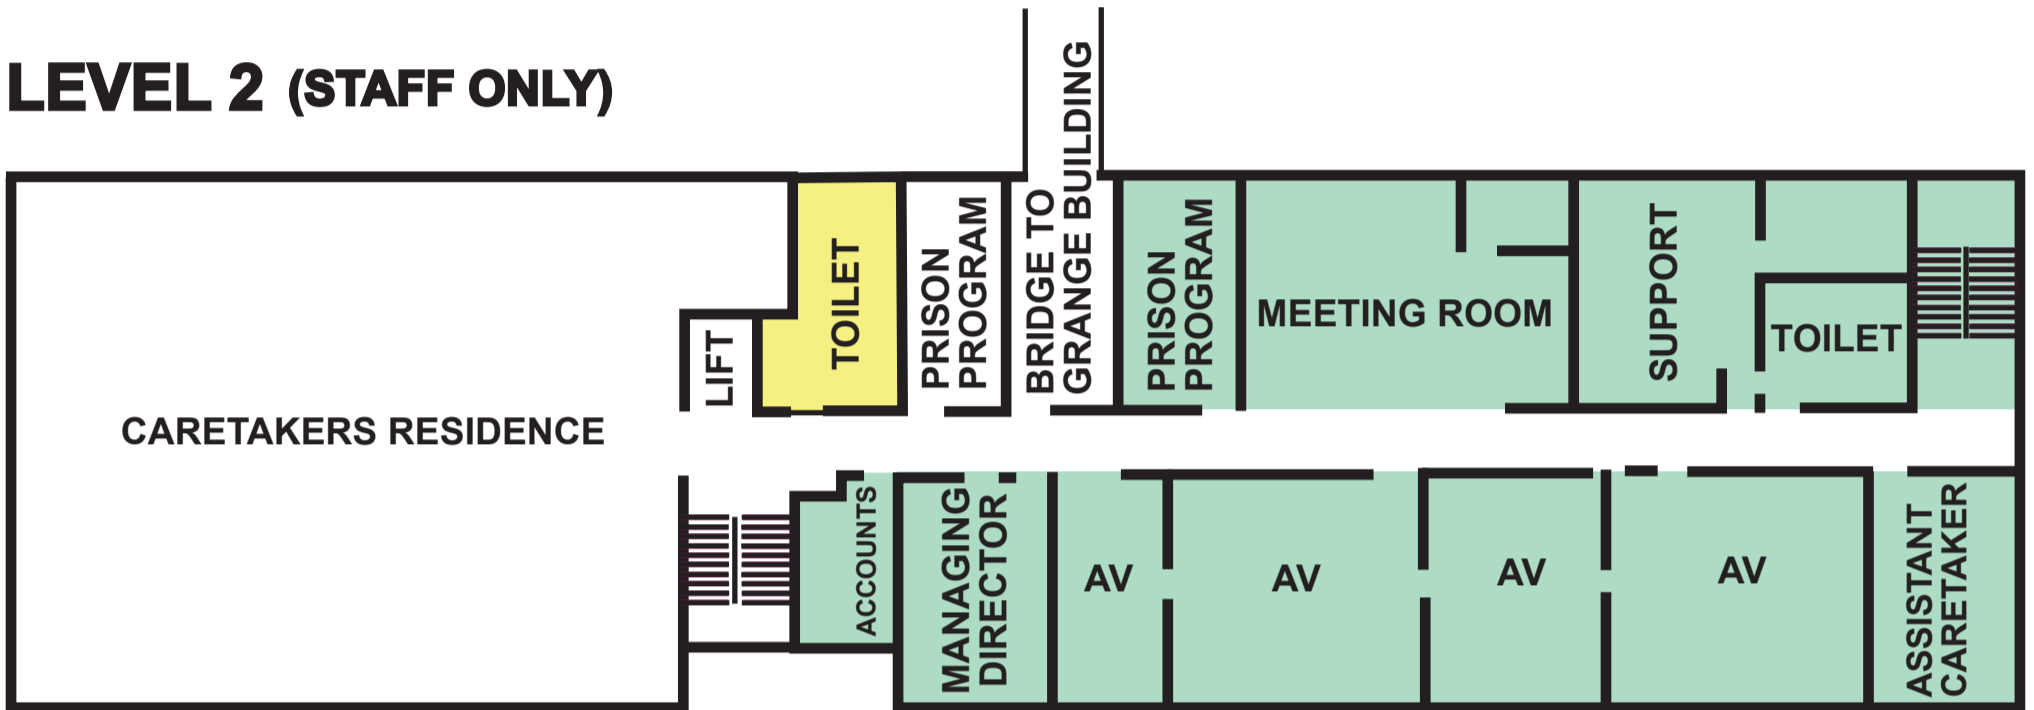 LEVEL 2 (STAFF ONLY)
CARETAKERS RESIDENCE
LIFT
TOILET
PRISON
PROGRAM
BRIDGE TO
GRANGE BUILDING
PRISON
PROGRAM
MEETING ROOM
SUPPORT
TOILET
ACCOUNTS
MANAGING
DIRECTOR
AV
AV
AV
AV
ASSISTANT
CARETAKER